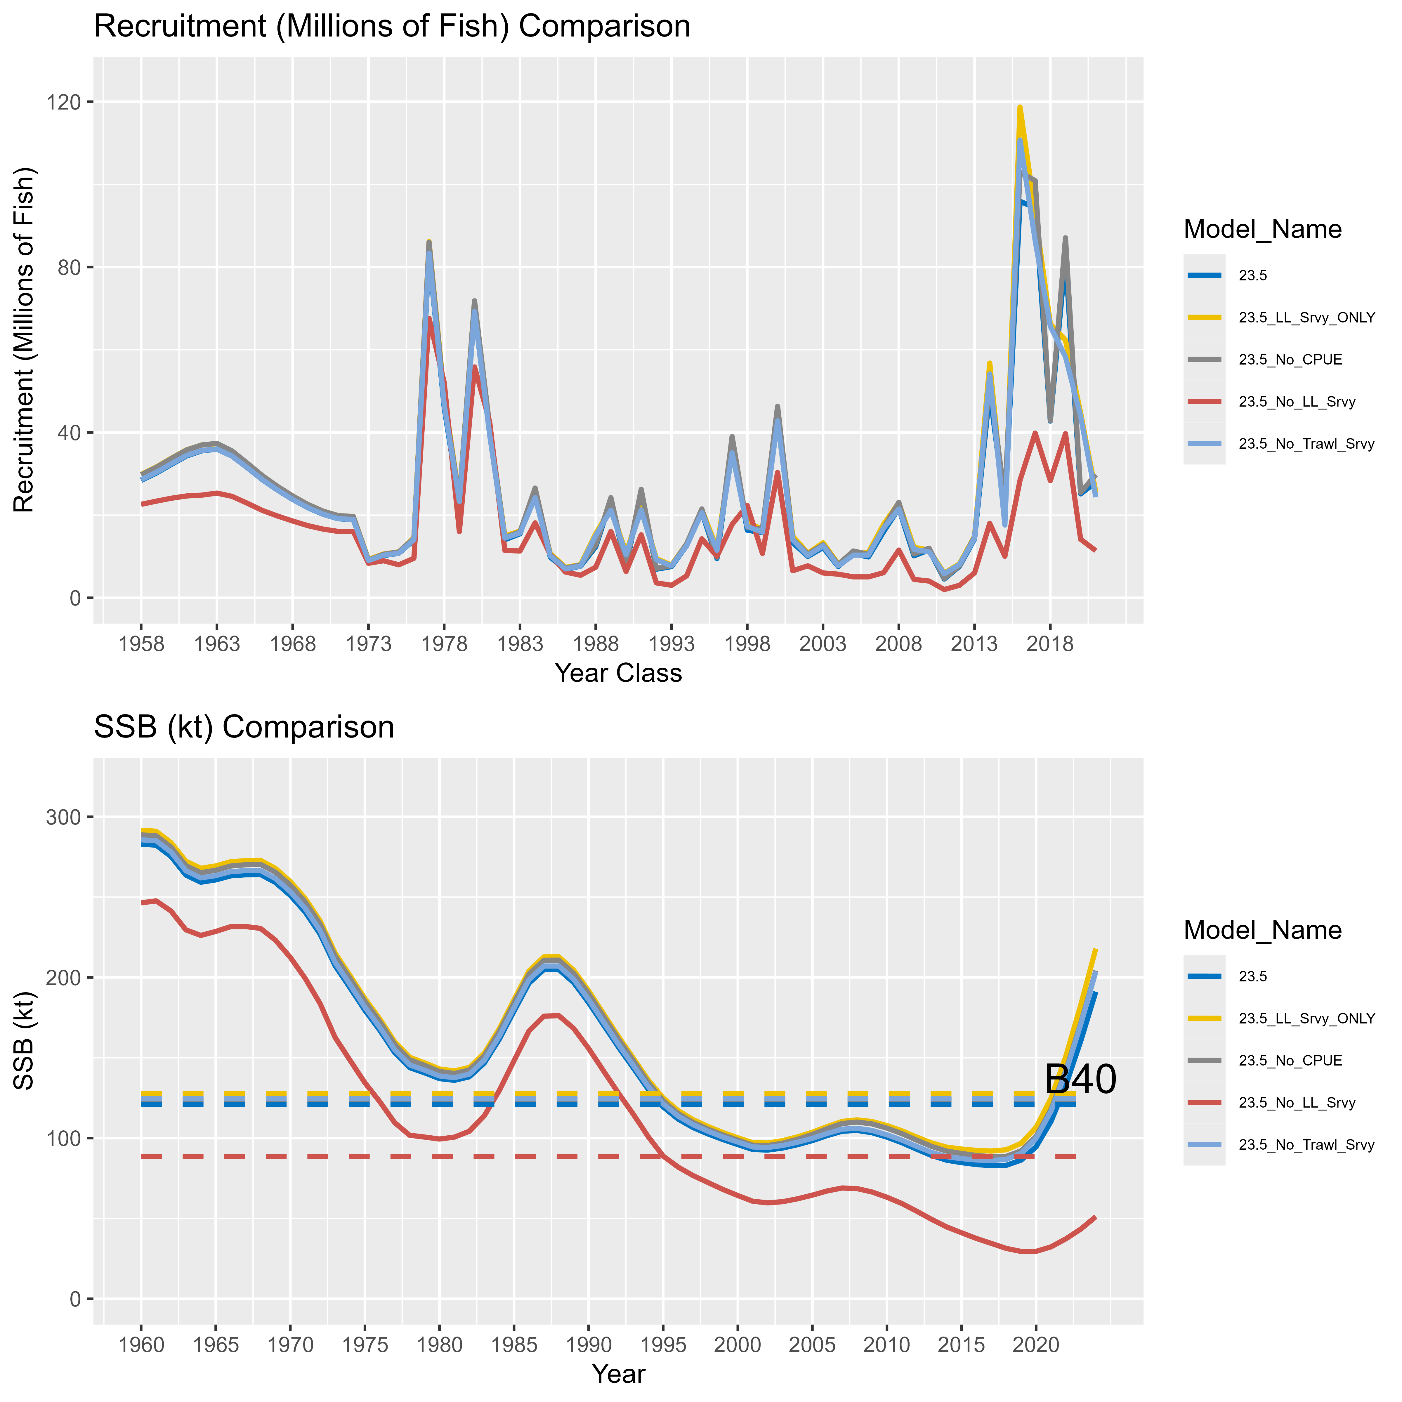 Recruitment (Millions of Fish) Comparison
Recruitment (Millions of Fish)
120
80
40
0
1958 1963 1968 1973 1978 1983 1988 1993 1998 2003 2008 2013 2018
Year Class
Model_Name
23.5
23.5_LL_Srvy_ONLY
23.5_No_CPUE
23.5_No_LL_Srvy
23.5_No_Trawl_Srvy
SSB (kt) Comparison
SSB (kt)
300
200
100
0
B40
1960 1965 1970 1975 1980 1985 1990 1995 2000 2005 2010 2015 2020
Year
Model_Name
23.5
23.5_LL_Srvy_ONLY
23.5_No_CPUE
23.5_No_LL_Srvy
23.5_No_Trawl_Srvy